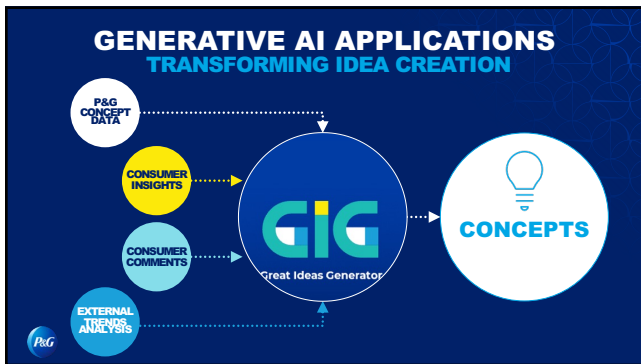 GENERATIVE AI APPLICATIONS
TRANSFORMING IDEA CREATION
P&G
CONCEPT
DATA
CONSUMER
INSIGHTS
CONSUMER
COMMENTS
EXTERNAL
TRENDS
ANALYSIS
GiG
Great Ideas Generator
CONCEPTS
P&G